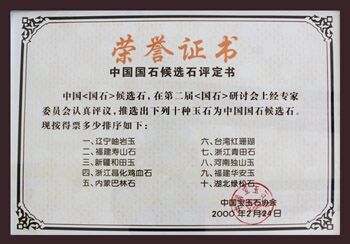 荣誉证书
中国国石候选石评定书
中国<国石>候选石，在第二届<国石>研讨会上经专家
委员会认真评议，推选出下列十种玉石为中国国石候选石。
现按得票多少排序如下：
一、辽宁岫岩玉
二、福建寿山石
三、新疆和田玉
四、浙江昌化鸡血石
五、内蒙巴林石
六、台湾红珊瑚
七、浙江青田石
八、河南独山玉
九、福建华安玉
十、湖北绿松石
中国宝玉石协会
2000年2月24日